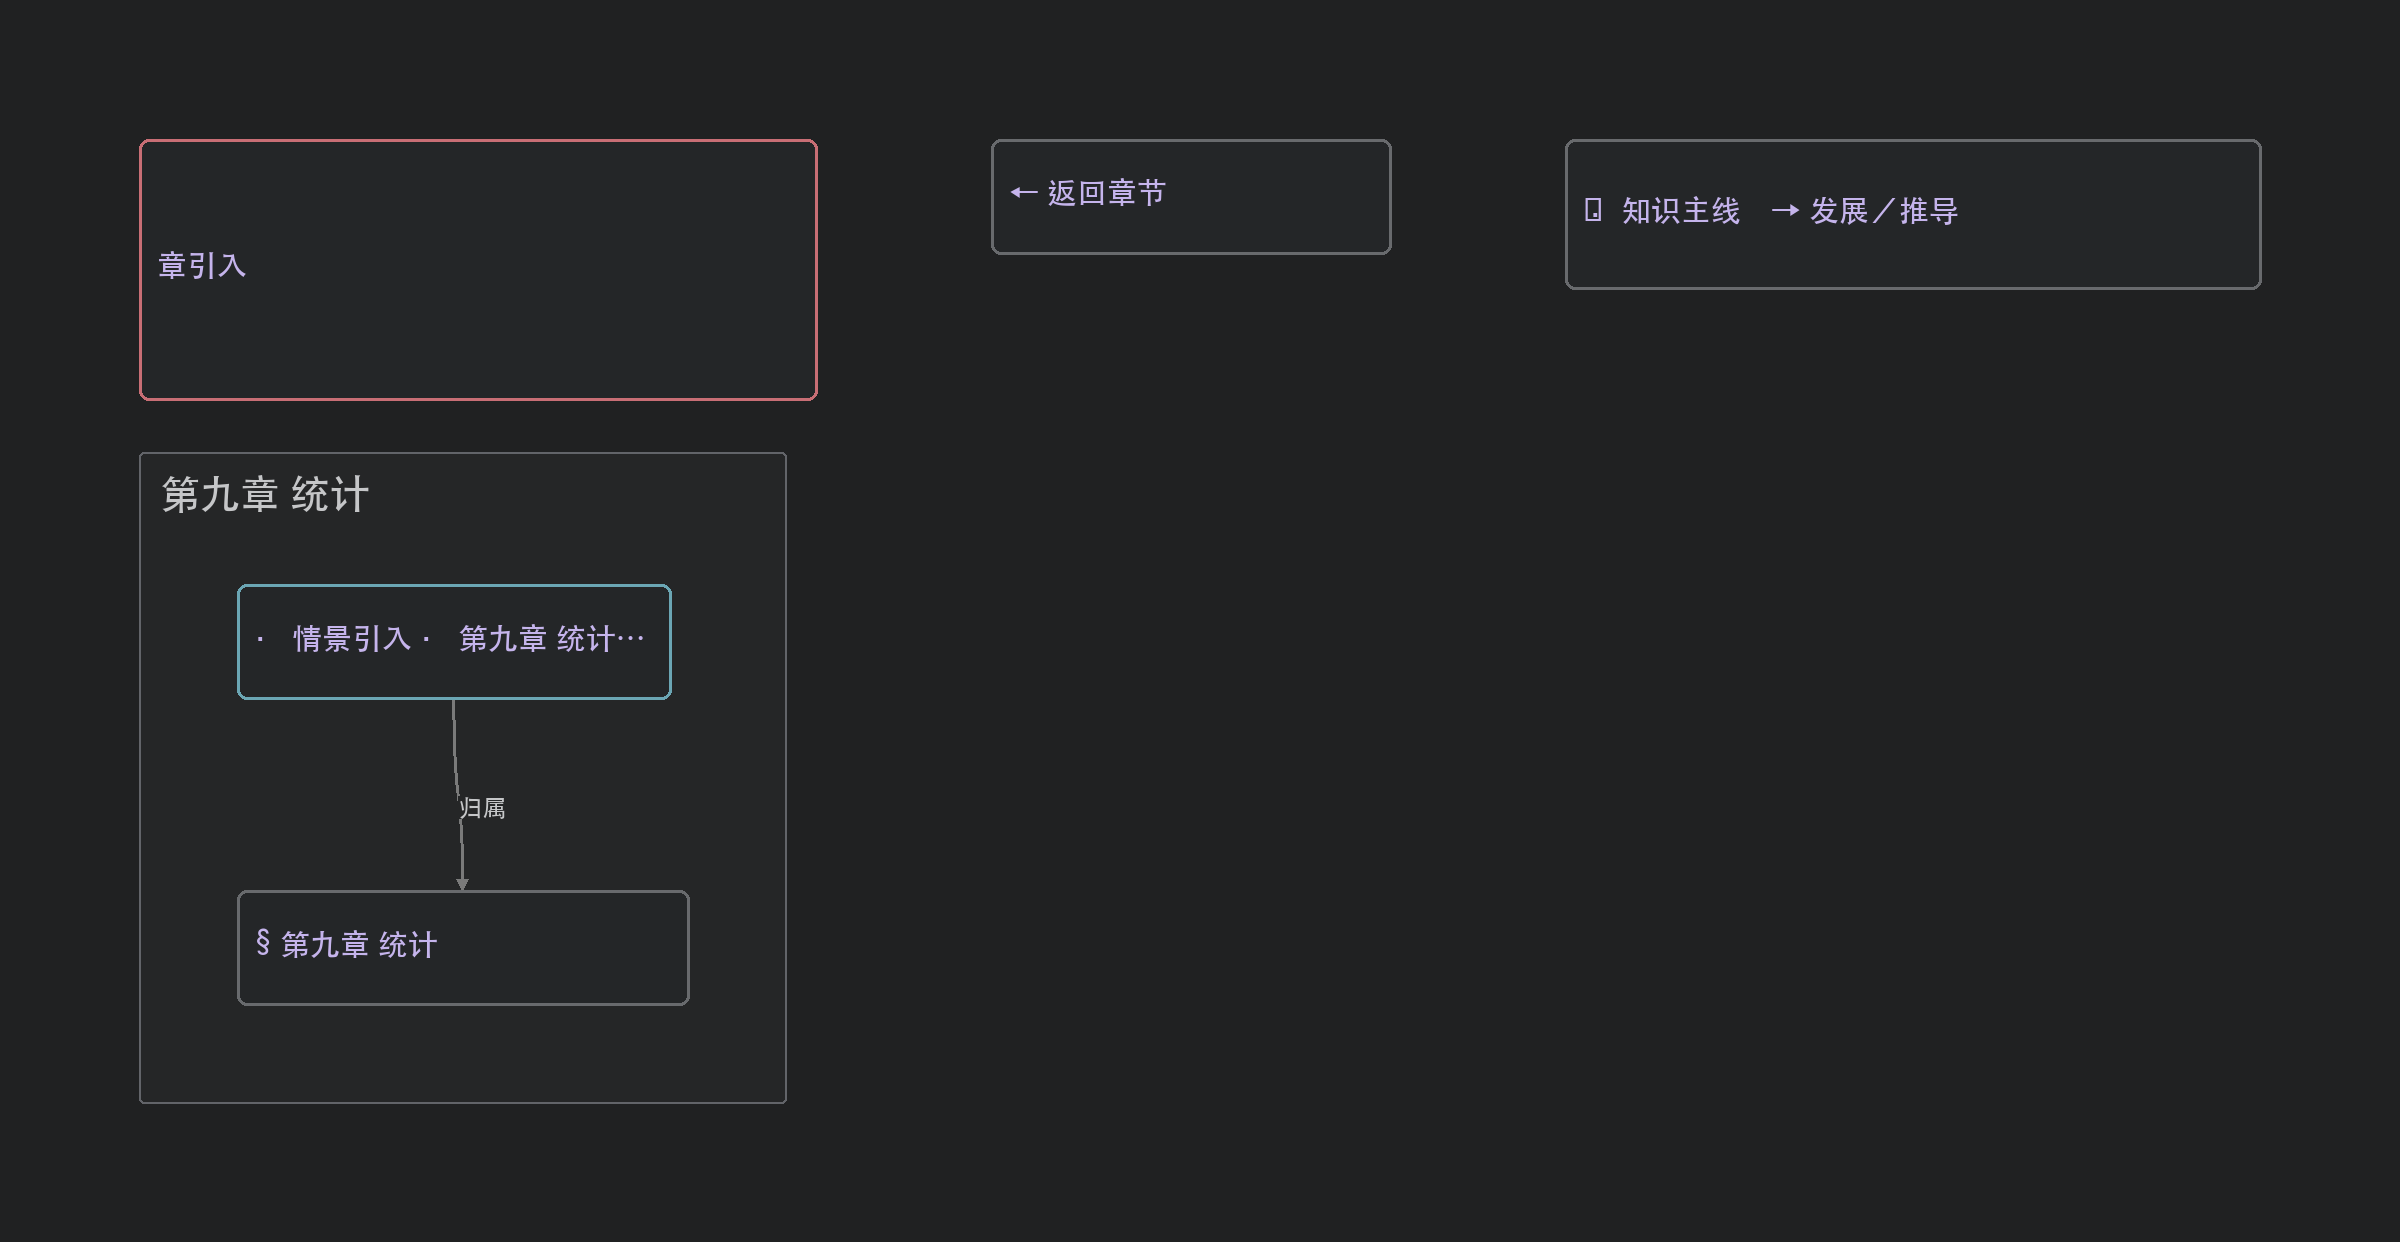 章引入
← 返回章节
知识主线 → 发展／推导
第九章 统计
· 情景引入 · 第九章 统计…
归属
§ 第九章 统计